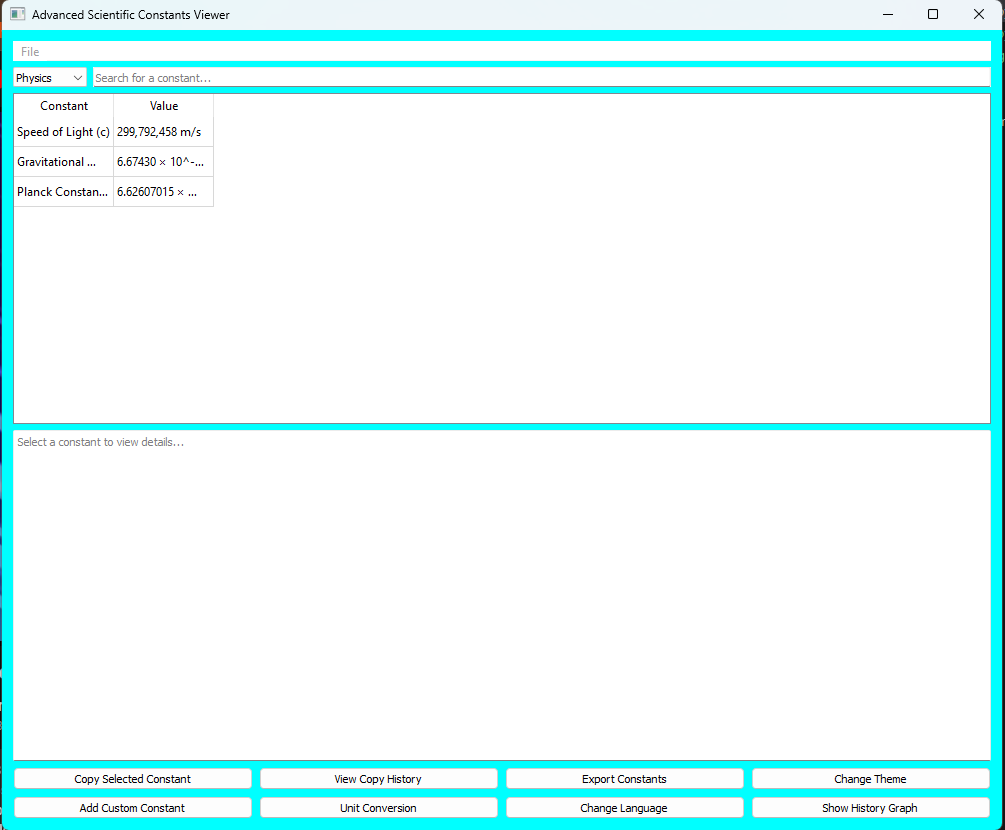 Advanced Scientific Constants Viewer
File
Physics Search for a constant...
Constant Value
Speed of Light (c) 299,792,458 m/s
Gravitational ... 6.67430 × 10^-...
Planck Constan... 6.62607015 × ...
Select a constant to view details...
Copy Selected Constant View Copy History Export Constants Change Theme
Add Custom Constant Unit Conversion Change Language Show History Graph